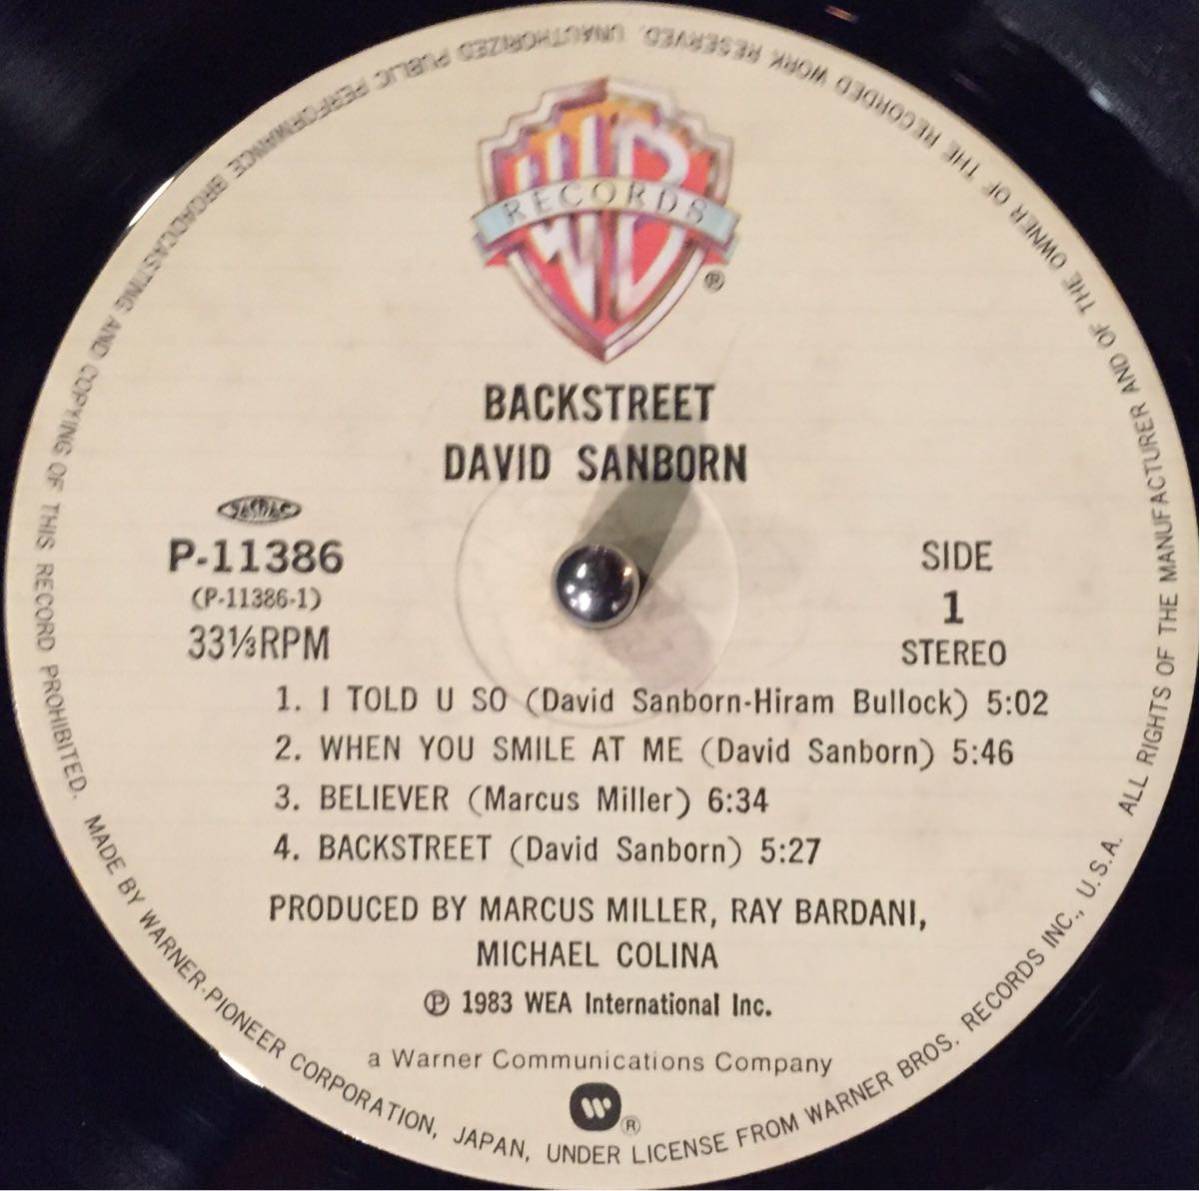 WB
RECORDS
®
BACKSTREET
DAVID SANBORN
JASRAC
P-11386
(P-11386-1)
33⅓RPM
SIDE
1
STEREO
1. I TOLD U SO (David Sanborn-Hiram Bullock) 5:02
2. WHEN YOU SMILE AT ME (David Sanborn) 5:46
3. BELIEVER (Marcus Miller) 6:34
4. BACKSTREET (David Sanborn) 5:27
PRODUCED BY MARCUS MILLER, RAY BARDANI,
MICHAEL COLINA
℗ 1983 WEA International Inc.
a Warner Communications Company
W
®
MADE BY WARNER-PIONEER CORPORATION, JAPAN, UNDER LICENSE FROM WARNER BROS. RECORDS INC., U.S.A. ALL RIGHTS OF THE MANUFACTURER AND OF THE OWNER OF THE RECORDED WORK RESERVED. UNAUTHORIZED PUBLIC PERFORMANCE BROADCASTING AND COPYING OF THIS RECORD PROHIBITED.